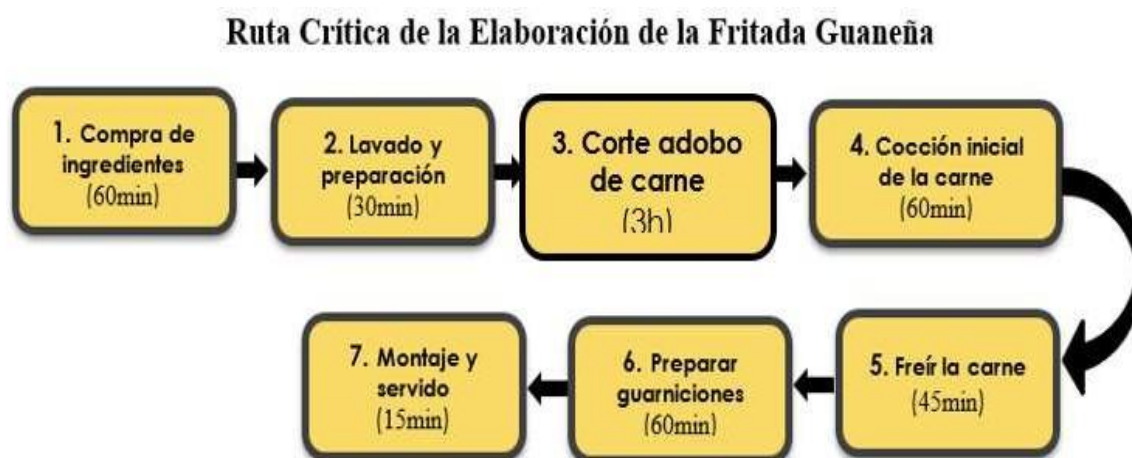 Ruta Crítica de la Elaboración de la Fritada Guaneña
1. Compra de
ingredientes
(60min)
2. Lavado y
preparación
(30min)
3. Corte adobo
de carne
(3h)
4. Cocción inicial
de la carne
(60min)
5. Freír la carne
(45min)
6. Preparar
guarniciones
(60min)
7. Montaje y
servido
(15min)